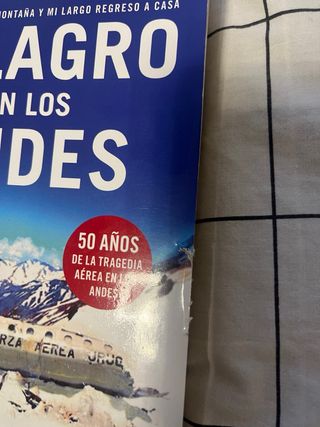 MONTAÑA Y MI LARGO REGRESO A CASA
LAGRO
N LOS
DES
50 AÑOS
DE LA TRAGEDIA
AÉREA EN LOS
ANDES
RZA AEREA URUG